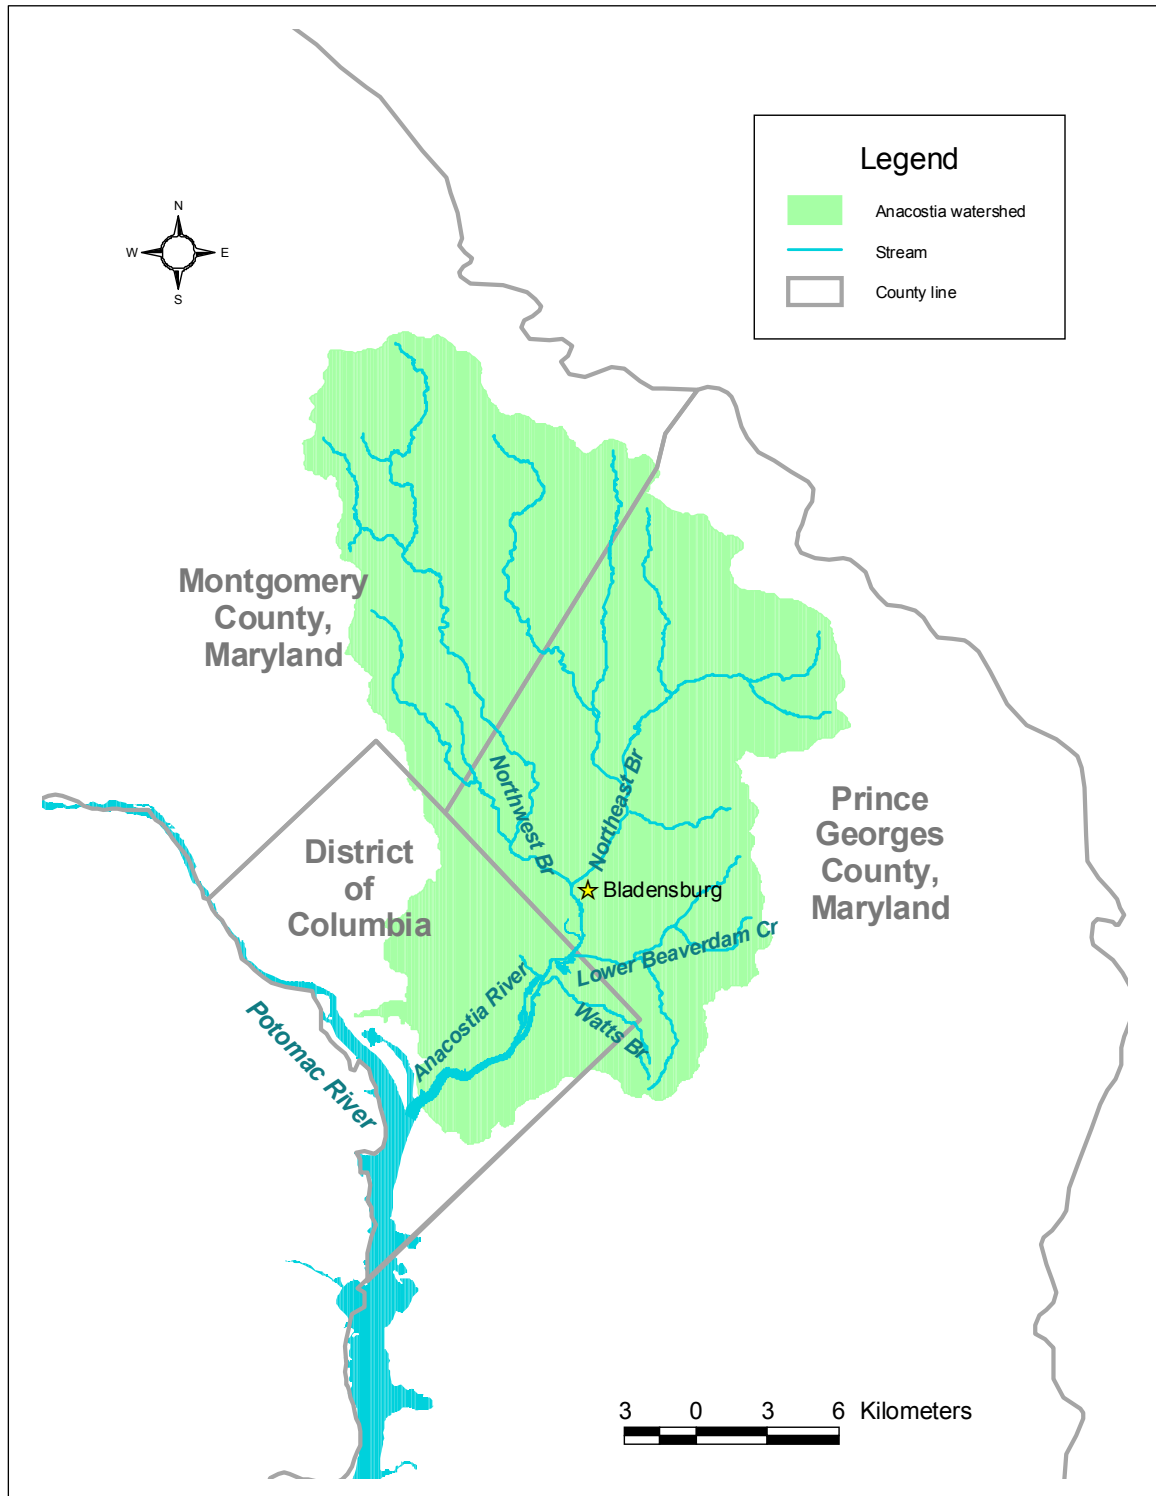 Legend
Anacostia watershed
Stream
County line
N
W
E
S
Montgomery
County,
Maryland
Northwest Br
Northeast Br
Prince
Georges
County,
Maryland
District
of
Columbia
Bladensburg
Lower Beaverdam Cr
Anacostia River
Watts Br
Potomac River
3 0 3 6 Kilometers